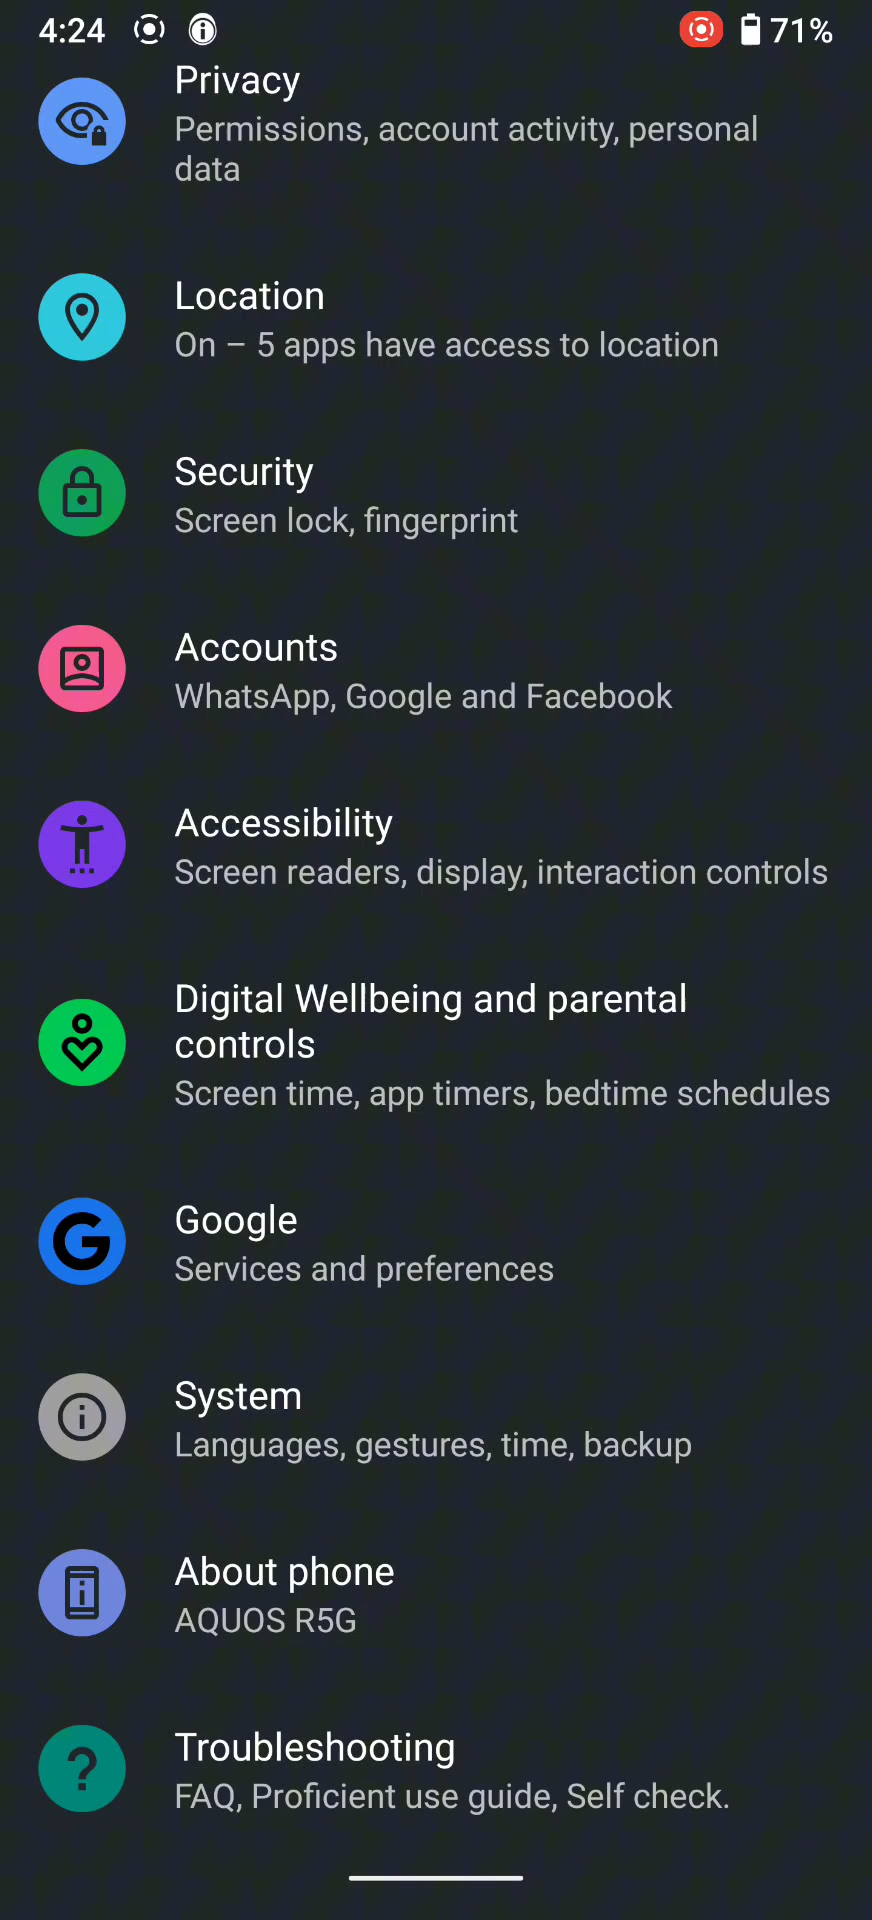 4:24
71%
Privacy
Permissions, account activity, personal
data
Location
On – 5 apps have access to location
Security
Screen lock, fingerprint
Accounts
WhatsApp, Google and Facebook
Accessibility
Screen readers, display, interaction controls
Digital Wellbeing and parental
controls
Screen time, app timers, bedtime schedules
Google
Services and preferences
System
Languages, gestures, time, backup
About phone
AQUOS R5G
Troubleshooting
FAQ, Proficient use guide, Self check.